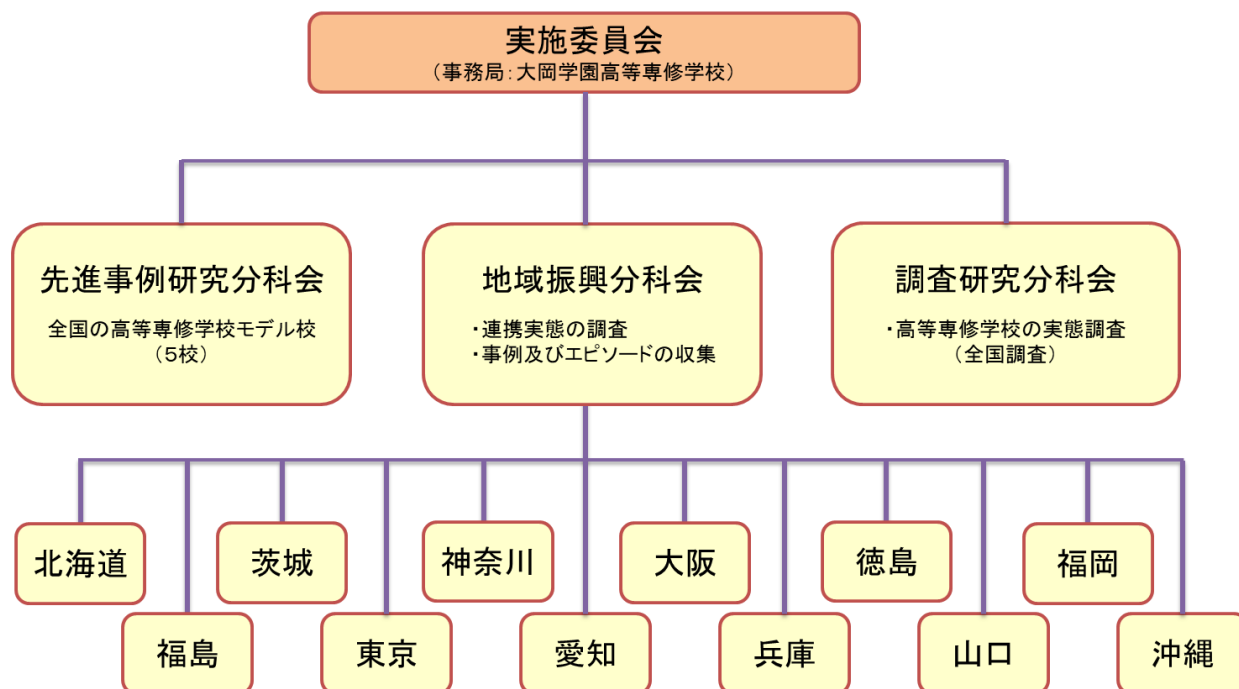 実施委員会
（事務局：大岡学園高等専修学校）
先進事例研究分科会
全国の高等専修学校モデル校
（5校）
地域振興分科会
・連携実態の調査
・事例及びエピソードの収集
調査研究分科会
・高等専修学校の実態調査
（全国調査）
北海道
茨城
神奈川
大阪
徳島
福岡
福島
東京
愛知
兵庫
山口
沖縄